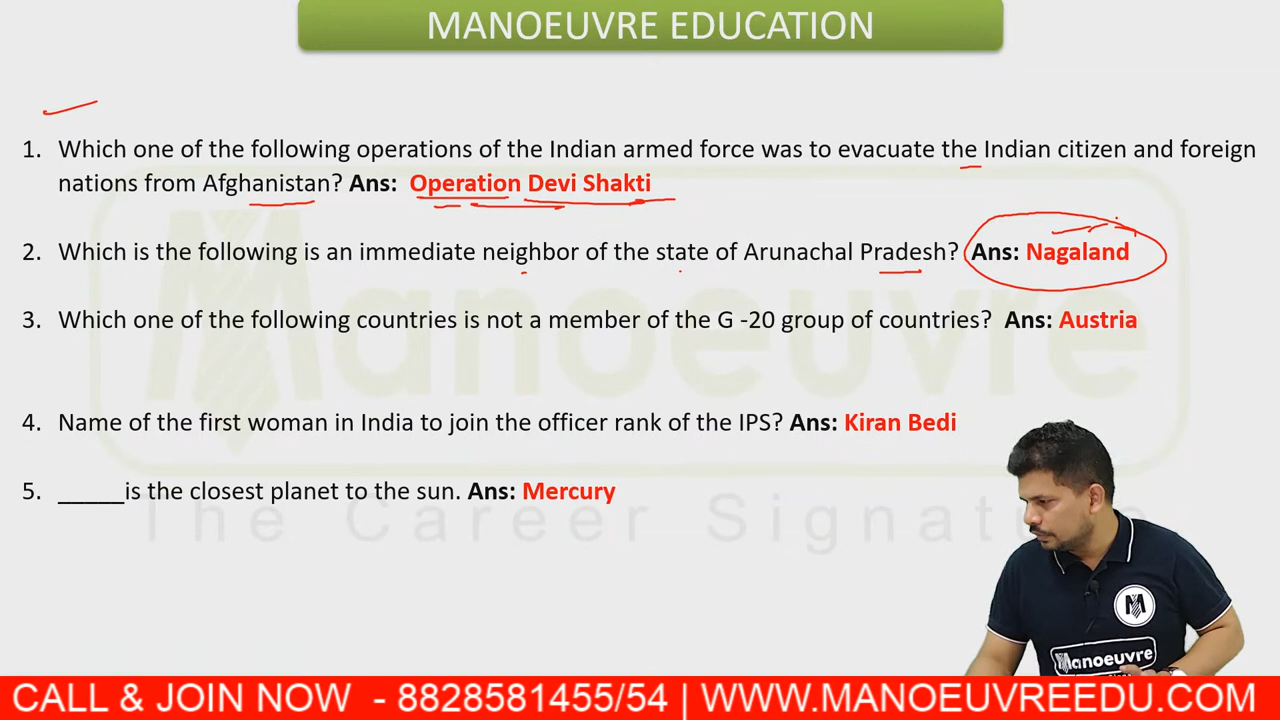 MANOEUVRE EDUCATION
1. Which one of the following operations of the Indian armed force was to evacuate the Indian citizen and foreign
nations from Afghanistan? Ans: Operation Devi Shakti
2. Which is the following is an immediate neighbor of the state of Arunachal Pradesh? Ans: Nagaland
3. Which one of the following countries is not a member of the G -20 group of countries? Ans: Austria
Manoeuvre
4. Name of the first woman in India to join the officer rank of the IPS? Ans: Kiran Bedi
5. _____is the closest planet to the sun. Ans: Mercury
The Career Signatu
M
Manoeuvre
CALL & JOIN NOW - 8828581455/54 | WWW.MANOEUVREEDU.COM